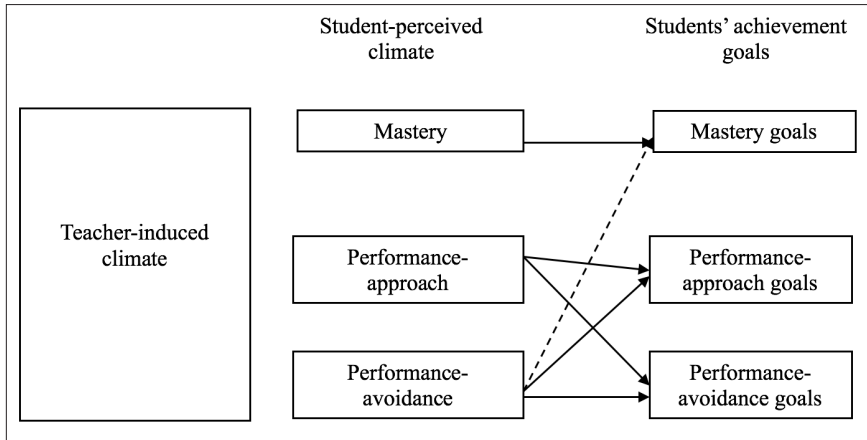 Student-perceived
climate
Students’ achievement
goals
Teacher-induced
climate
Mastery
Mastery goals
Performance-
approach
Performance-
approach goals
Performance-
avoidance
Performance-
avoidance goals